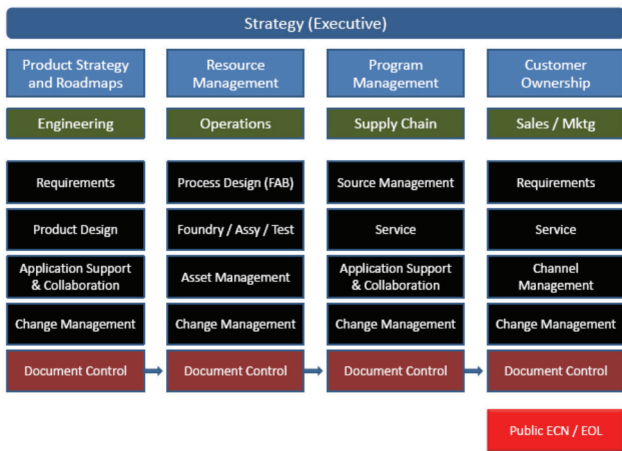 Strategy (Executive)
Product Strategy
and Roadmaps
Resource
Management
Program
Management
Customer
Ownership
Engineering
Operations
Supply Chain
Sales / Mktg
Requirements
Process Design (FAB)
Source Management
Requirements
Product Design
Foundry / Assy / Test
Service
Service
Application Support
& Collaboration
Asset Management
Application Support
& Collaboration
Channel
Management
Change Management
Change Management
Change Management
Change Management
Document Control
Document Control
Document Control
Document Control
Public ECN / EOL